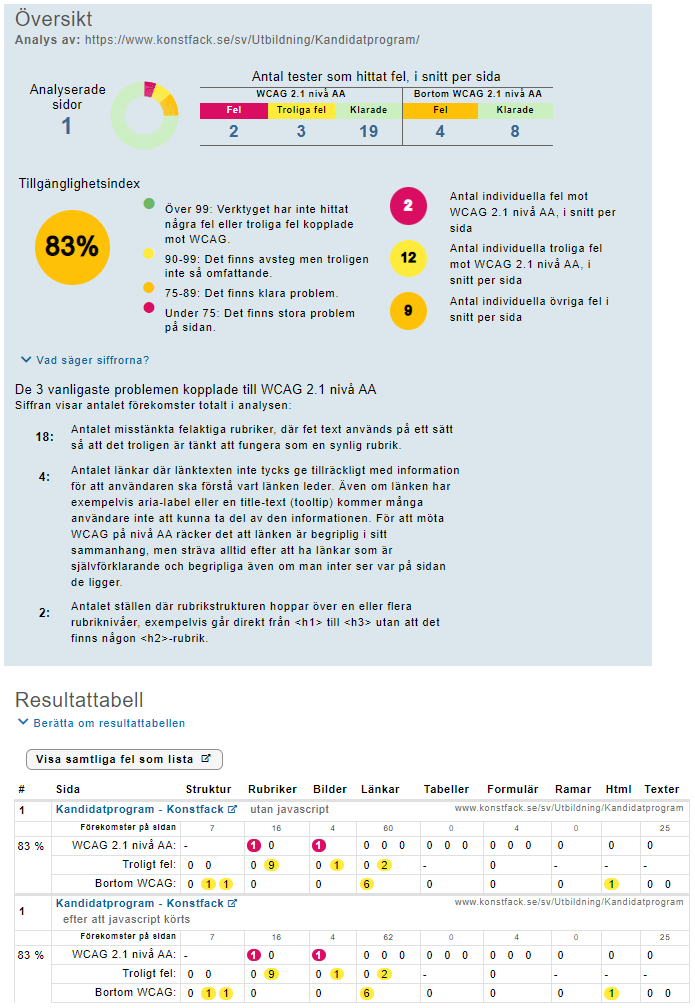 Översikt
Analys av: https://www.konstfack.se/sv/Utbildning/Kandidatprogram/
Analyserade
sidor
1
Antal tester som hittat fel, i snitt per sida
WCAG 2.1 nivå AA Bortom WCAG 2.1 nivå AA
Fel Troliga fel Klarade Fel Klarade
2 3 19 4 8
Tillgänglighetsindex
83%
Över 99: Verktyget har inte hittat
några fel eller troliga fel kopplade
mot WCAG.
90-99: Det finns avsteg men troligen
inte så omfattande.
75-89: Det finns klara problem.
Under 75: Det finns stora problem
på sidan.
2
Antal individuella fel mot
WCAG 2.1 nivå AA, i snitt per
sida
12
Antal individuella troliga fel
mot WCAG 2.1 nivå AA, i
snitt per sida
9
Antal individuella övriga fel i
snitt per sida
Vad säger siffrorna?
De 3 vanligaste problemen kopplade till WCAG 2.1 nivå AA
Siffran visar antalet förekomster totalt i analysen:
18: Antalet misstänkta felaktiga rubriker, där fet text används på ett sätt
så att det troligen är tänkt att fungera som en synlig rubrik.
4: Antalet länkar där länktexten inte tycks ge tillräckligt med information
för att användaren ska förstå vart länken leder. Även om länken har
exempelvis aria-label eller en title-text (tooltip) kommer många
användare inte att kunna ta del av den informationen. För att möta
WCAG på nivå AA räcker det att länken är begriplig i sitt
sammanhang, men sträva alltid efter att ha länkar som är
självförklarande och begripliga även om man inter ser var på sidan
de ligger.
2: Antalet ställen där rubrikstrukturen hoppar över en eller flera
rubriknivåer, exempelvis går direkt från <h1> till <h3> utan att det
finns någon <h2>-rubrik.
Resultattabell
Berätta om resultattabellen
Visa samtliga fel som lista
# Sida Struktur Rubriker Bilder Länkar Tabeller Formulär Ramar Html Texter
1 Kandidatprogram - Konstfack utan javascript www.konstfack.se/sv/Utbildning/Kandidatprogram
Förekomster på sidan 7 16 4 60 0 4 0 25
83 % WCAG 2.1 nivå AA: - 1 0 1 0 0 0 0 0 0 0 0 0 0 0 0
Troligt fel: 0 0 0 9 0 1 0 2 - 0 - - -
Bortom WCAG: 0 1 1 0 0 6 0 0 0 1 0 0
1 Kandidatprogram - Konstfack www.konstfack.se/sv/Utbildning/Kandidatprogram
efter att javascript körts
Förekomster på sidan 7 16 4 62 0 4 0 25
83 % WCAG 2.1 nivå AA: - 1 0 1 0 0 0 0 0 0 0 0 0 0 0 0
Troligt fel: 0 0 0 9 0 1 0 2 - 0 - - -
Bortom WCAG: 0 1 1 0 0 6 0 0 0 1 0 0